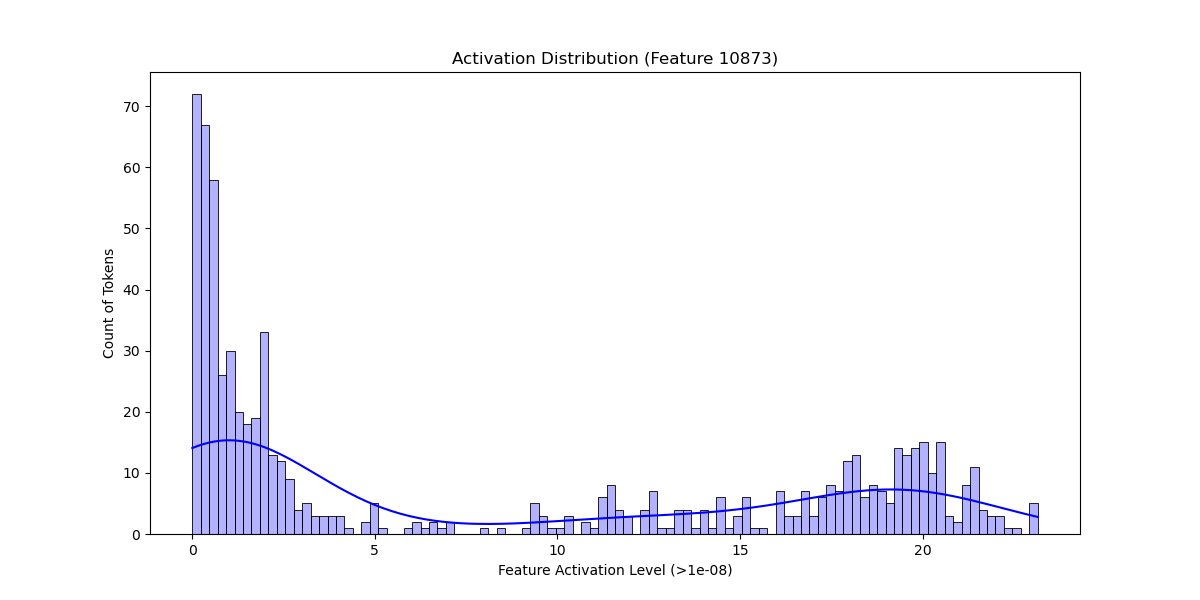 Activation Distribution (Feature 10873)
70
60
50
40
30
20
10
0
Count of Tokens
0 5 10 15 20
Feature Activation Level (>1e-08)